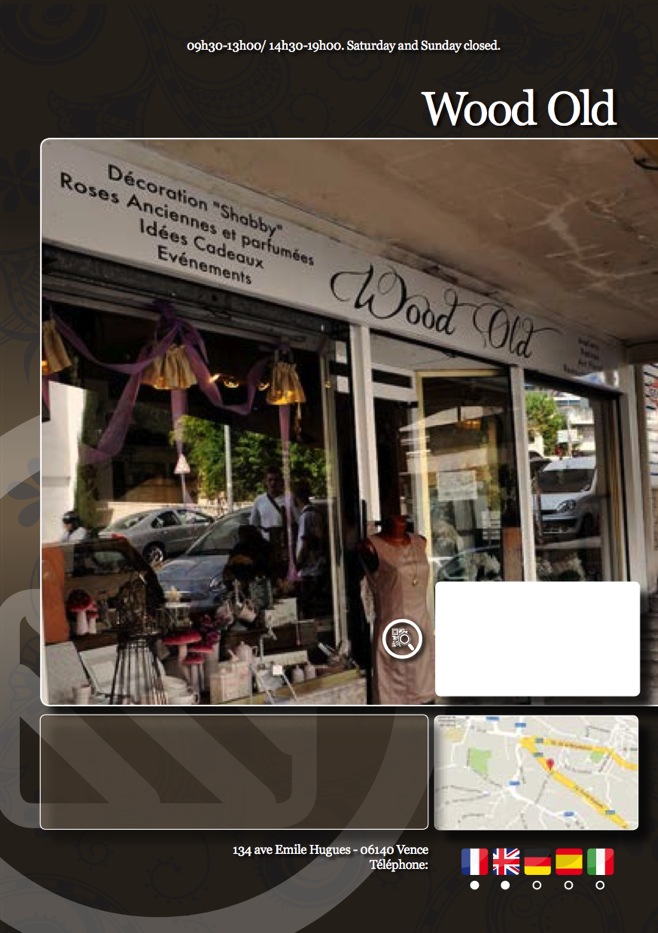 09h30-13h00/ 14h30-19h00. Saturday and Sunday closed.
Wood Old
Décoration "Shabby"
Roses Anciennes et parfumées
Idées Cadeaux
Evénements
Wood Old
134 ave Emile Hugues - 06140 Vence
Téléphone: